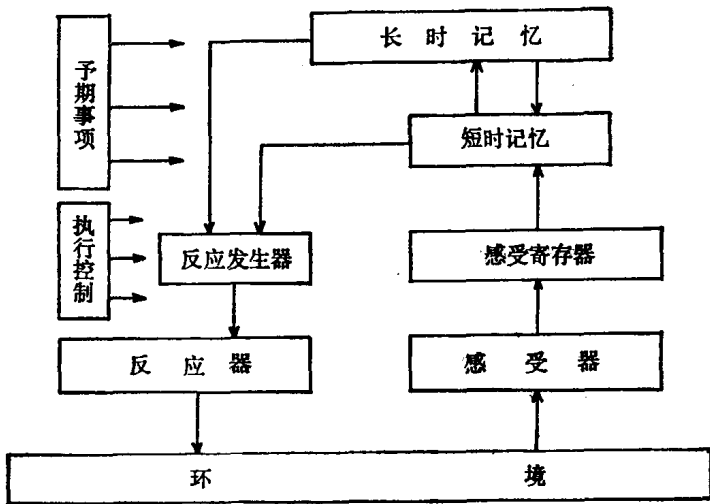 长时记忆
予期事项
短时记忆
执行控制
反应发生器
感受寄存器
反应器
感受器
环境